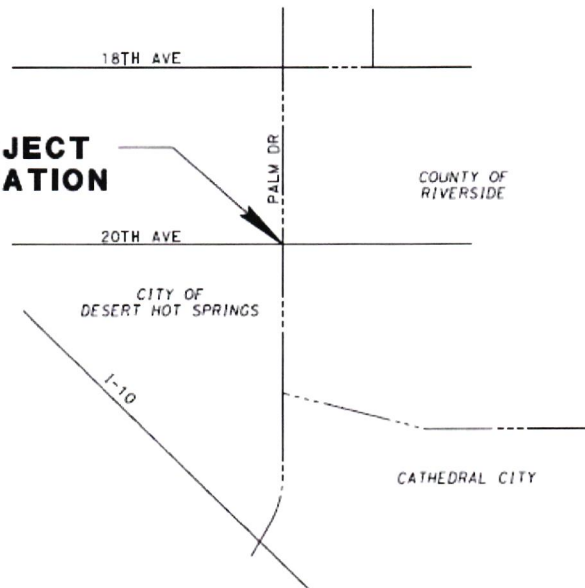 18TH AVE
JECT
ATION
PALM DR
COUNTY OF
RIVERSIDE
20TH AVE
CITY OF
DESERT HOT SPRINGS
I-10
CATHEDRAL CITY